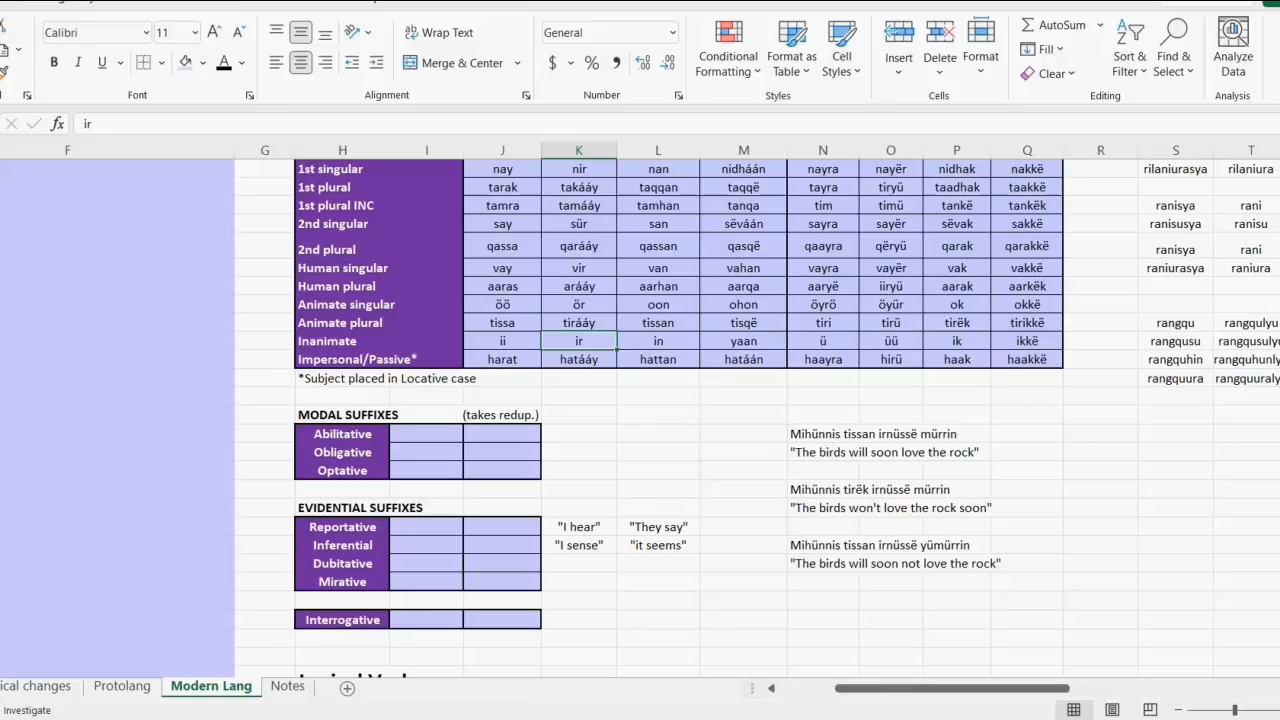 Calibri 11 Wrap Text General AutoSum
Fill
Merge & Center Conditional Formatting Format as Table Cell Styles Insert Delete Format Clear Sort & Filter Find & Select Analyze Data
Font Alignment Number Styles Cells Editing Analysis
fx ir
F G H I J K L M N O P Q R S T
1st singular nay nir nan nidháán nayra nayër nidhak nakkë rilaniurasya rilaniura
1st plural tarak takááy taqqan taqqë tayra tiryü taadhak taakkë
1st plural INC tamra tamááy tamhan tanqa tim timü tankë tankëk ranisya rani
2nd singular say sür san sëváán sayra sayër sëvak sakkë ranisusya ranisu
2nd plural qassa qarááy qassan qasqë qaayra qëryü qarak qarakkë ranisya rani
Human singular vay vir van vahan vayra vayër vak vakkë raniurasya raniura
Human plural aaras arááy aarhan aarqa aaryë iiryü aarak aarkëk
Animate singular öö ör oon ohon öyrö öyür ok okkë
Animate plural tissa tirááy tissan tisqë tiri tirü tirëk tirikkë rangqu rangqulyu
Inanimate ii ir in yaan ü üü ik ikkë rangqusu rangqusuly
Impersonal/Passive* harat hatááy hattan hatáán haayra hirü haak haakkë rangquhin rangquhunly
*Subject placed in Locative case rangquura rangquuraly
MODAL SUFFIXES (takes redup.)
Abilitative Mihünnis tissan irnüssë mürrin
Obligative "The birds will soon love the rock"
Optative
Mihünnis tirëk irnüssë mürrin
EVIDENTIAL SUFFIXES "The birds won't love the rock soon"
Reportative "I hear" "They say"
Inferential "I sense" "it seems" Mihünnis tissan irnüssë yümürrin
Dubitative "The birds will soon not love the rock"
Mirative
Interrogative
ical changes Protolang Modern Lang Notes
Investigate